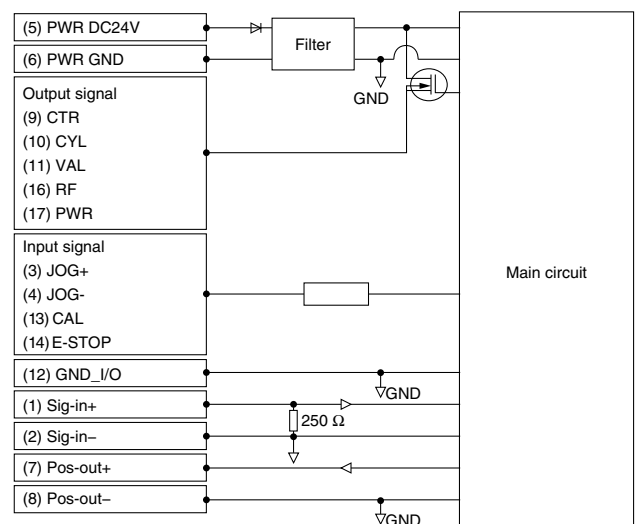 (5) PWR DC24V
Filter
(6) PWR GND
GND
Output signal
(9) CTR
(10) CYL
(11) VAL
(16) RF
(17) PWR
Input signal
(3) JOG+
(4) JOG-
(13) CAL
(14) E-STOP
Main circuit
(12) GND_I/O
GND
(1) Sig-in+
250 Ω
(2) Sig-in−
(7) Pos-out+
(8) Pos-out−
GND